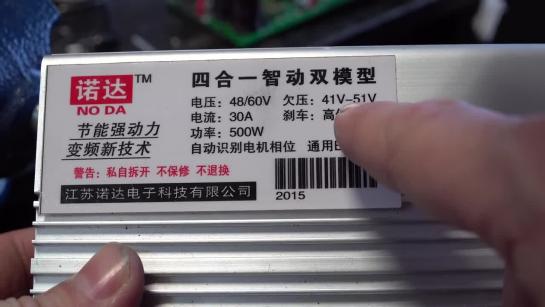 诺达 TM
NO DA
节能强动力
变频新技术
四合一智动双模型
电压: 48/60V 欠压: 41V-51V
电流: 30A 刹车: 高
功率: 500W
自动识别电机相位 通用
警告: 私自拆开 不保修 不退换
江苏诺达电子科技有限公司
2015